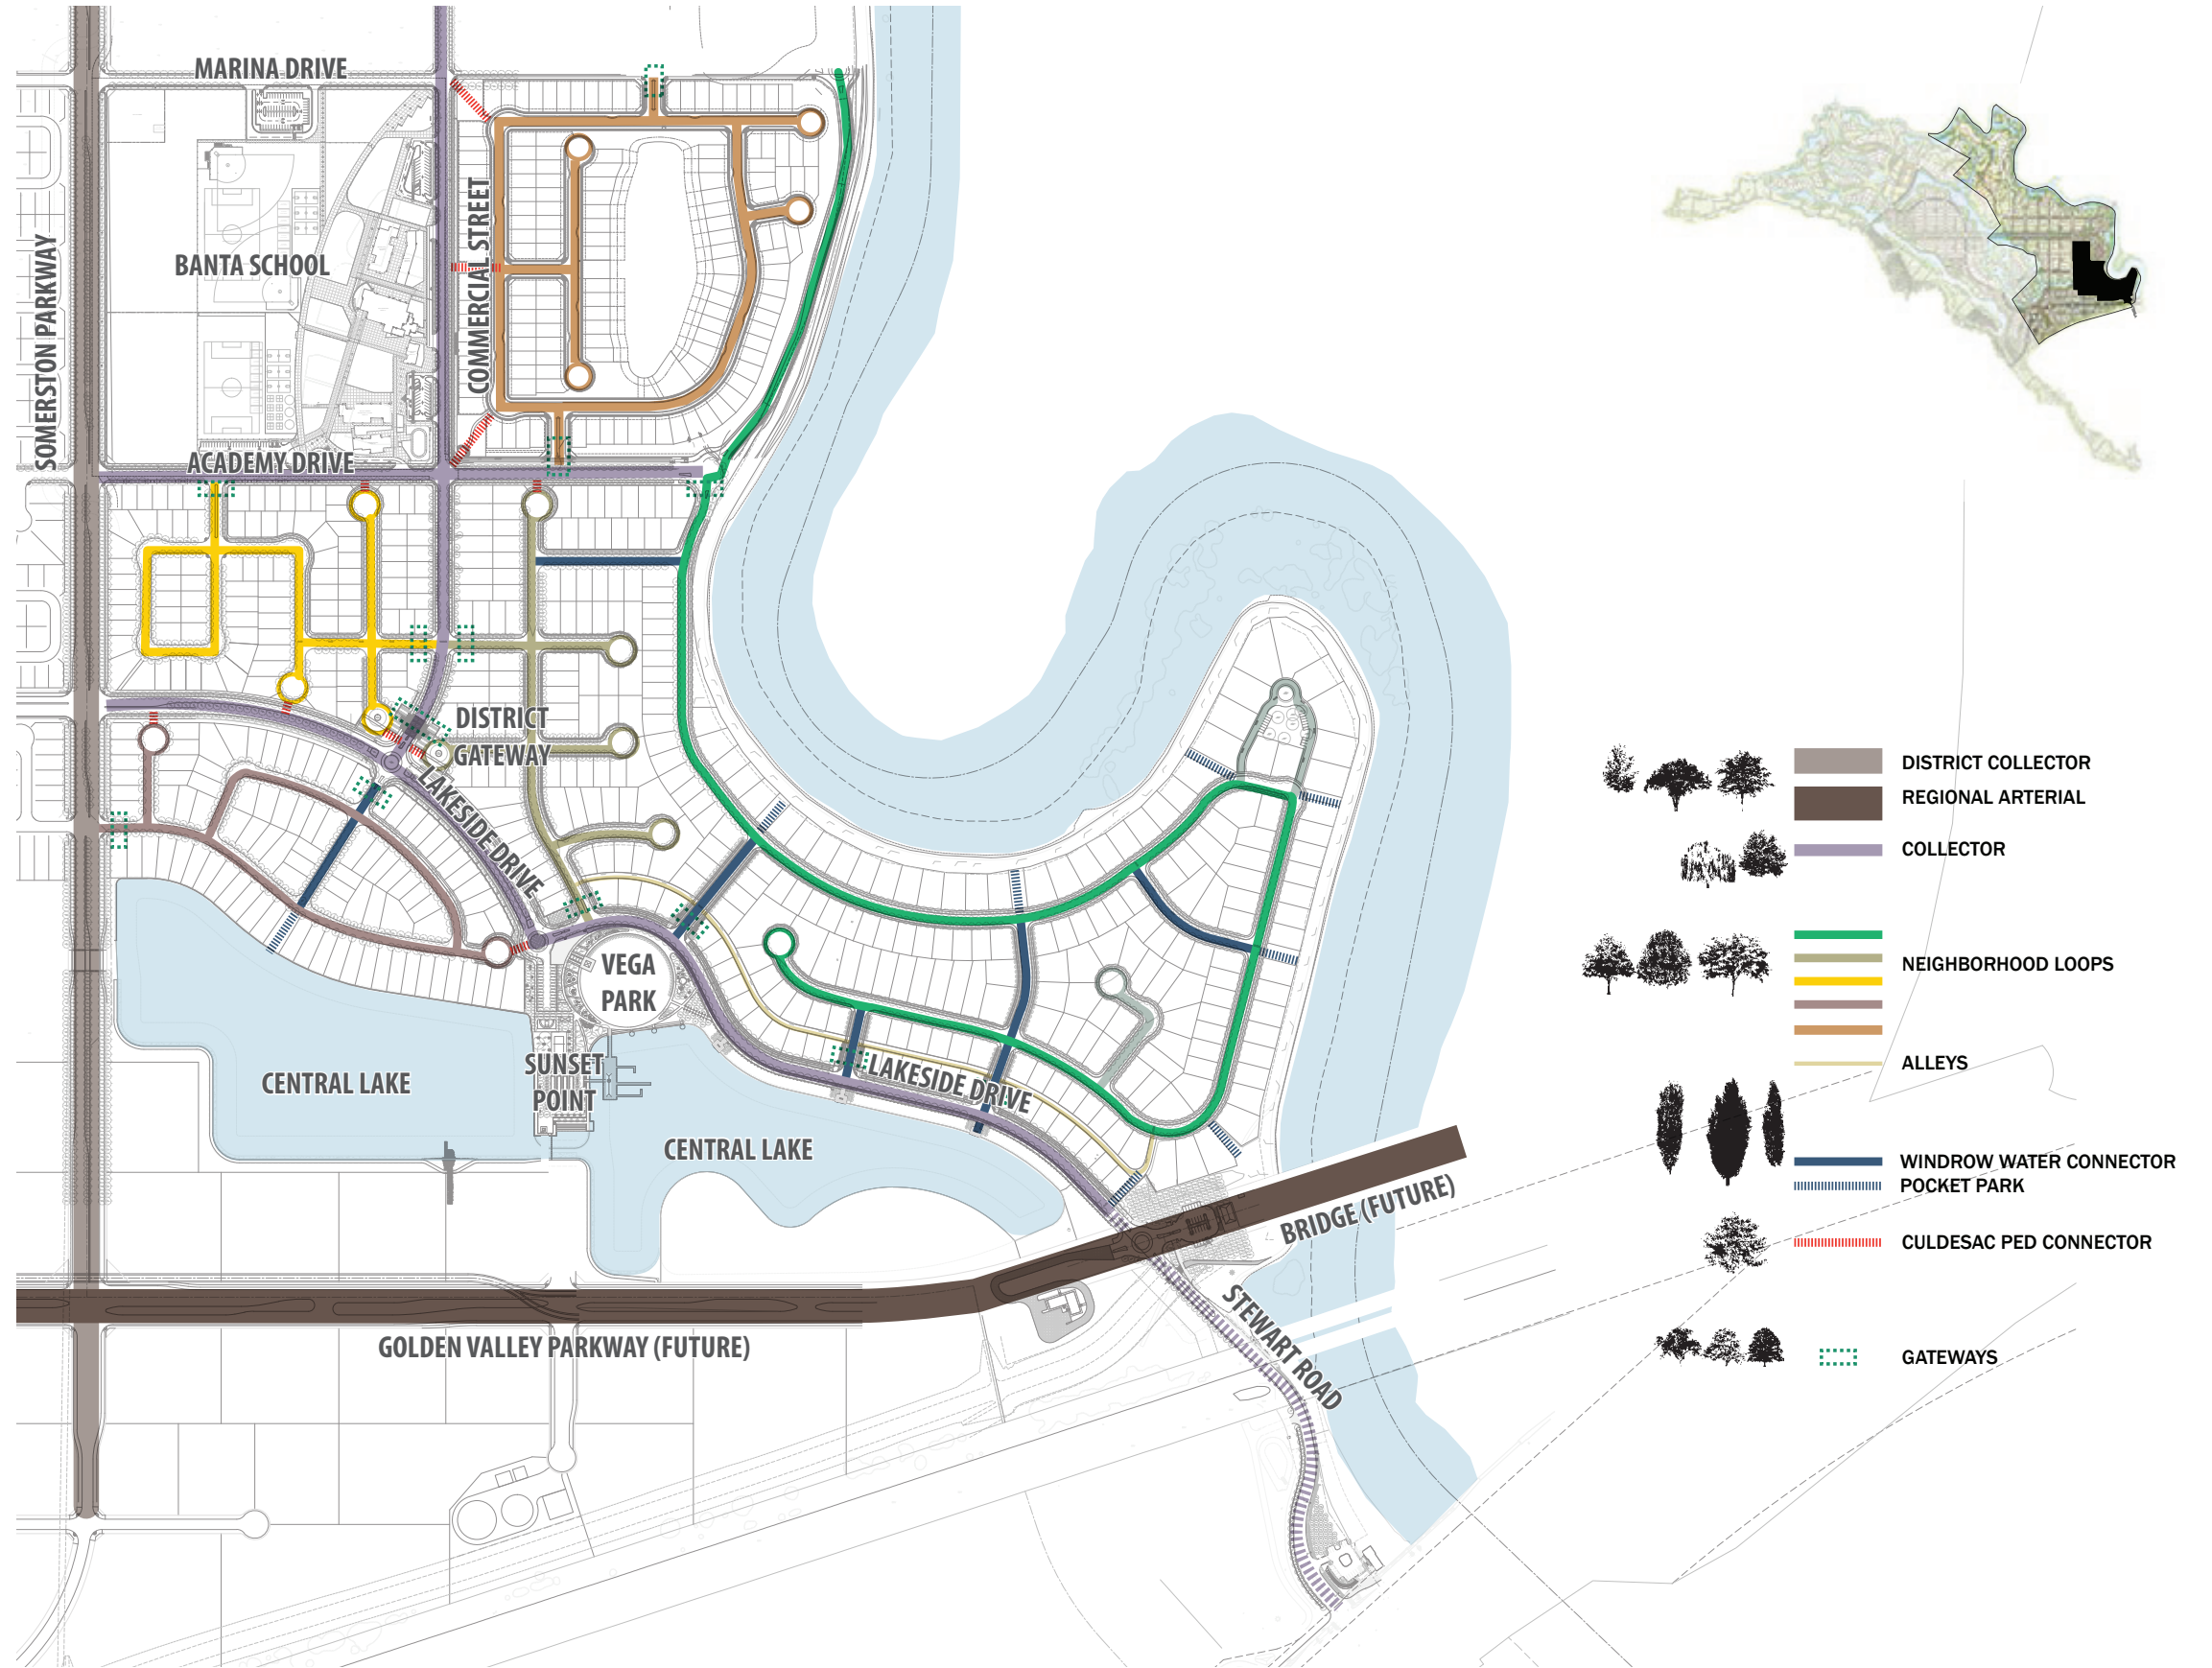 MARINA DRIVE
SOMERSTON PARKWAY
BANTA SCHOOL
COMMERCIAL STREET
ACADEMY DRIVE
DISTRICT
GATEWAY
LAKESIDE DRIVE
VEGA
PARK
SUNSET
POINT
CENTRAL LAKE
LAKESIDE DRIVE
CENTRAL LAKE
BRIDGE (FUTURE)
STEWART ROAD
GOLDEN VALLEY PARKWAY (FUTURE)
DISTRICT COLLECTOR
REGIONAL ARTERIAL
COLLECTOR
NEIGHBORHOOD LOOPS
ALLEYS
WINDROW WATER CONNECTOR
POCKET PARK
CULDESAC PED CONNECTOR
GATEWAYS